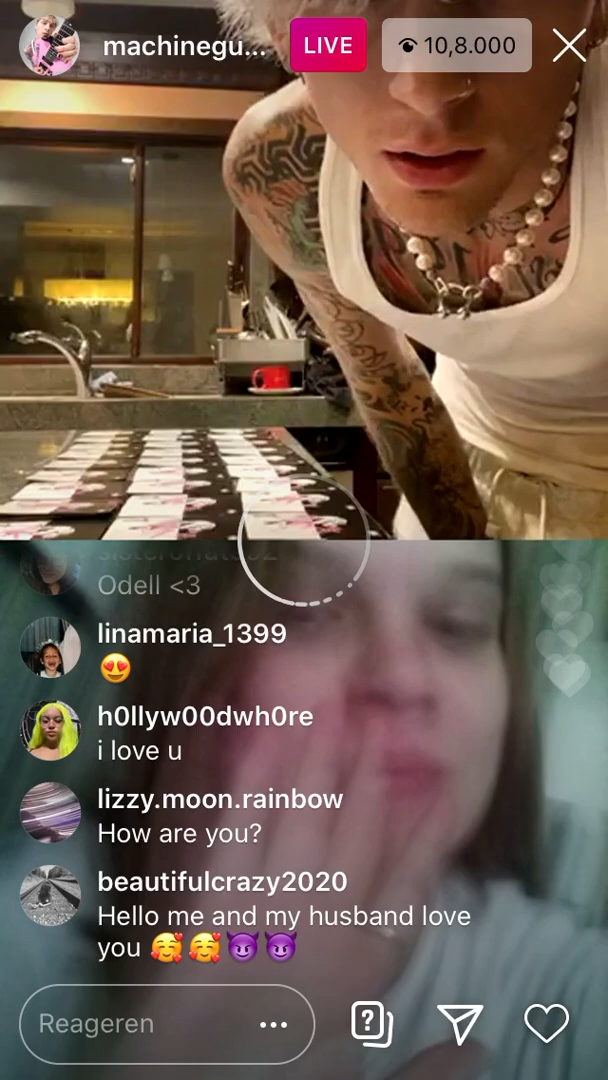 machinegu...
LIVE
10,8.000
Odell <3
linamaria_1399
😍
h0llyw00dwh0re
i love u
lizzy.moon.rainbow
How are you?
beautifulcrazy2020
Hello me and my husband love
you 🥰🥰😈😈
Reageren